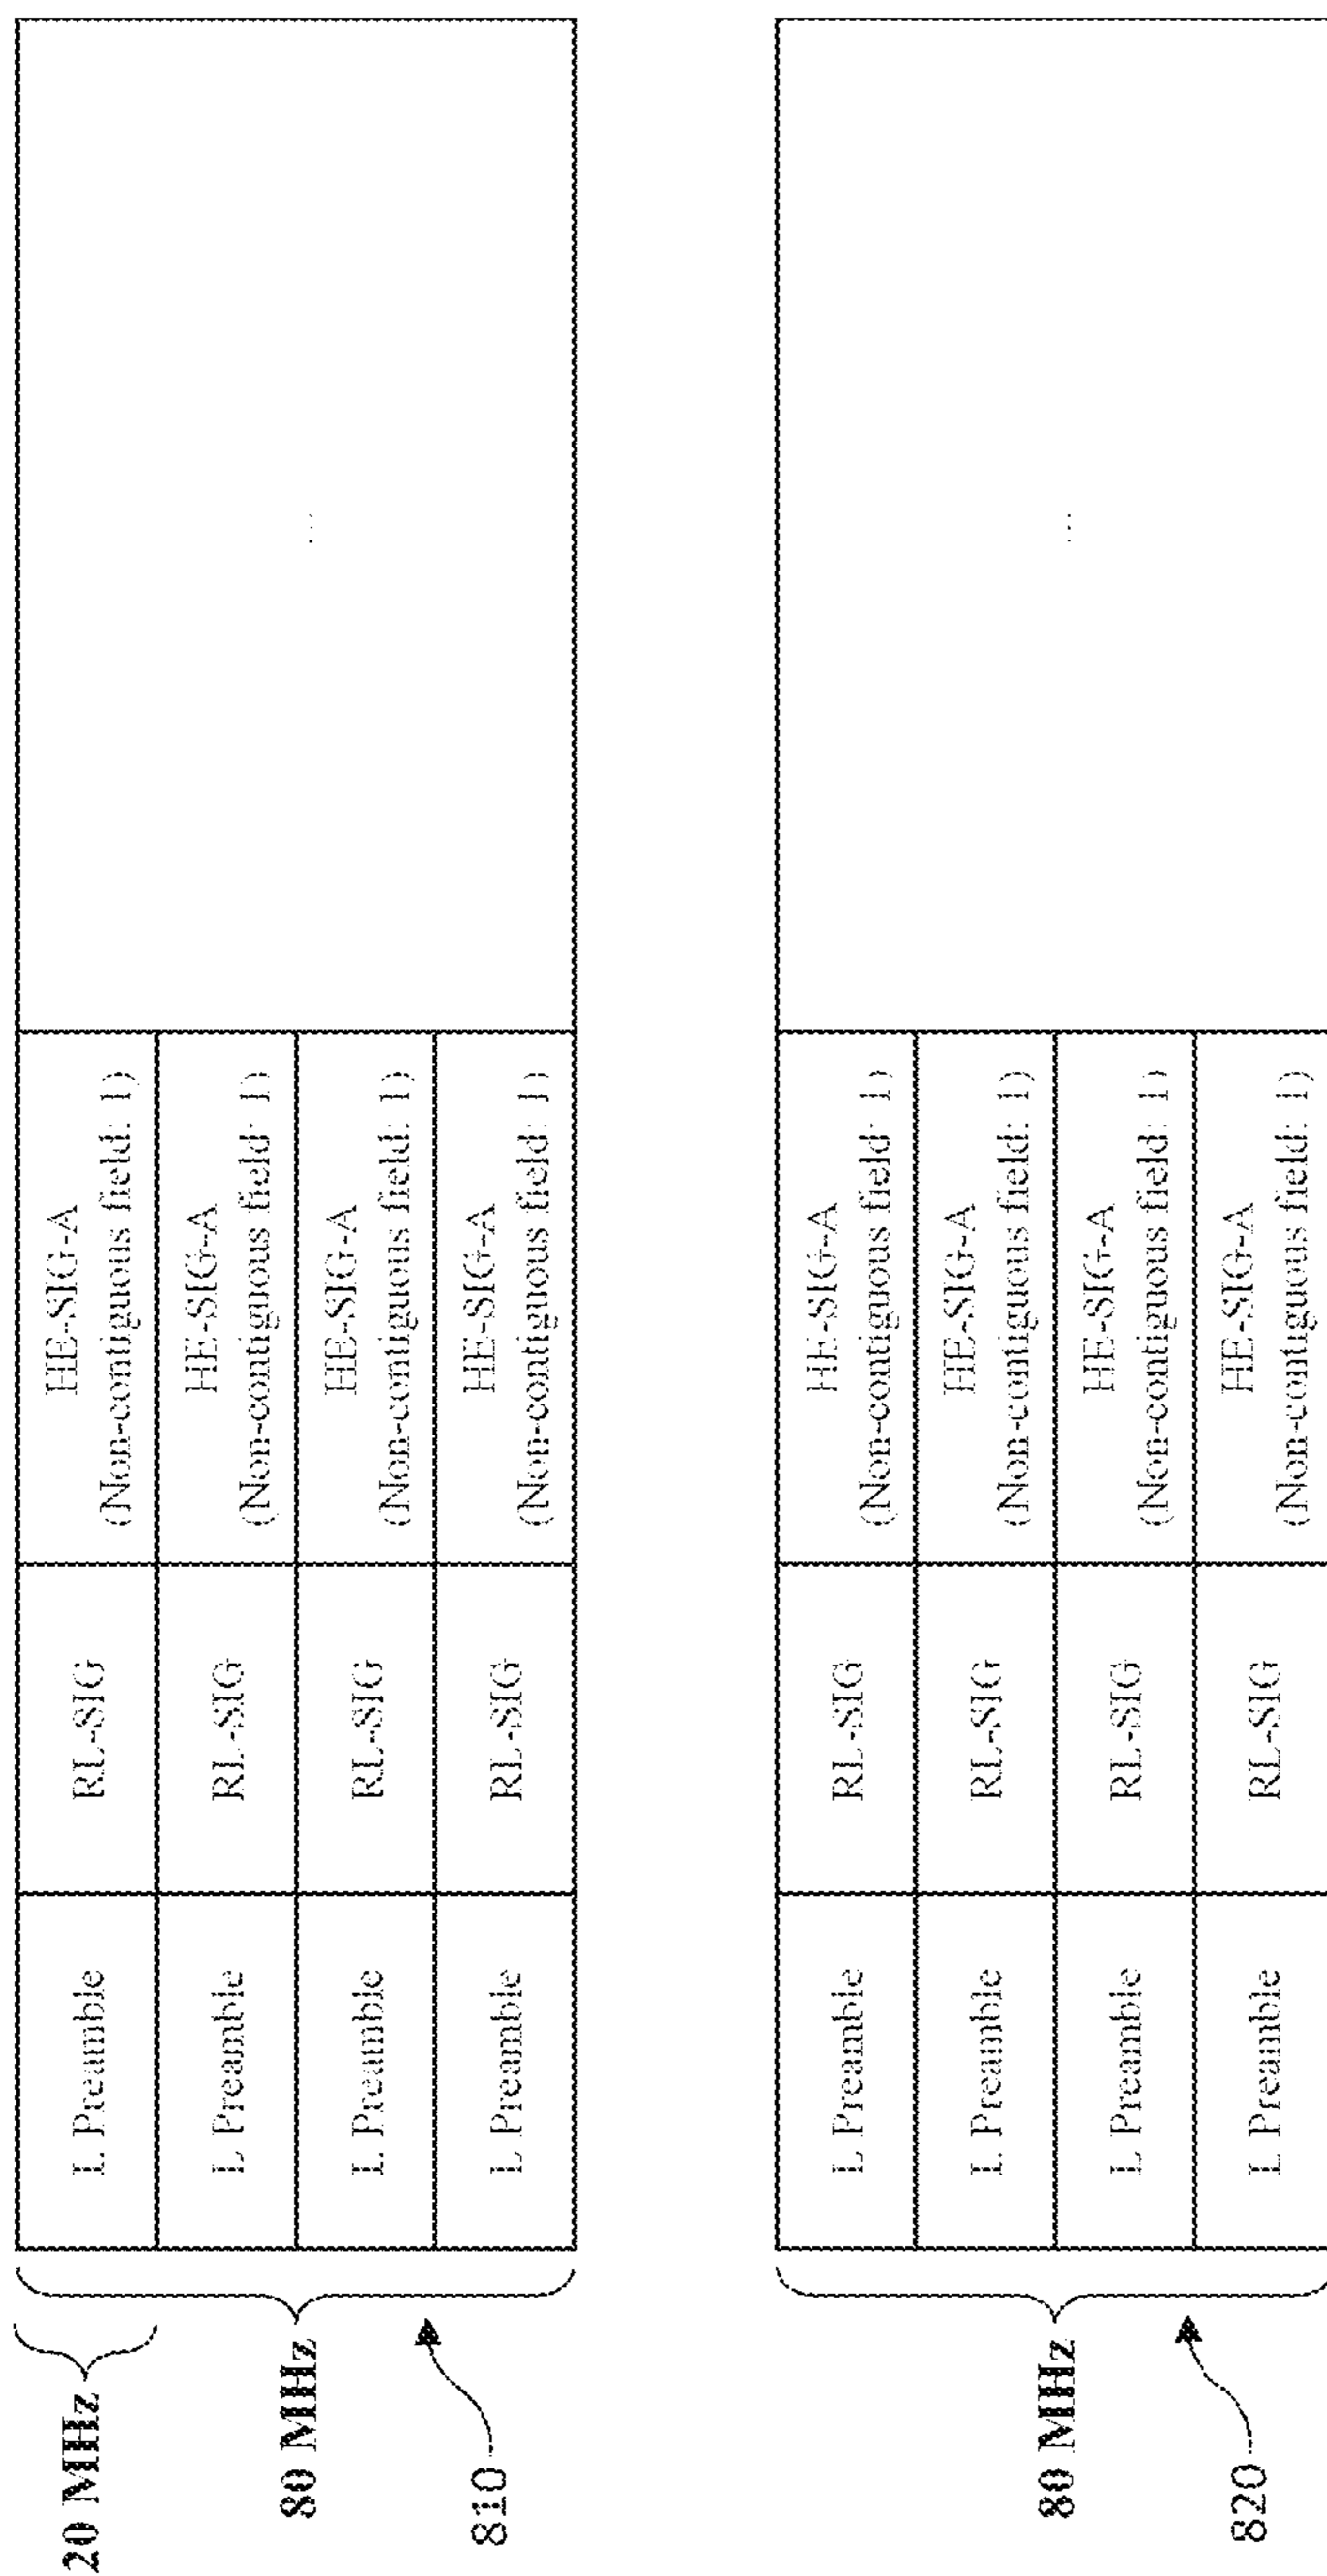 20 MHz
80 MHz
810
L Preamble
RL-SIG
HE-SIG-A
(Non-contiguous field: 1)
L Preamble
RL-SIG
HE-SIG-A
(Non-contiguous field: 1)
...
L Preamble
RL-SIG
HE-SIG-A
(Non-contiguous field: 1)
L Preamble
RL-SIG
HE-SIG-A
(Non-contiguous field: 1)
80 MHz
820
L Preamble
RL-SIG
HE-SIG-A
(Non-contiguous field: 1)
L Preamble
RL-SIG
HE-SIG-A
(Non-contiguous field: 1)
...
L Preamble
RL-SIG
HE-SIG-A
(Non-contiguous field: 1)
L Preamble
RL-SIG
HE-SIG-A
(Non-contiguous field: 1)